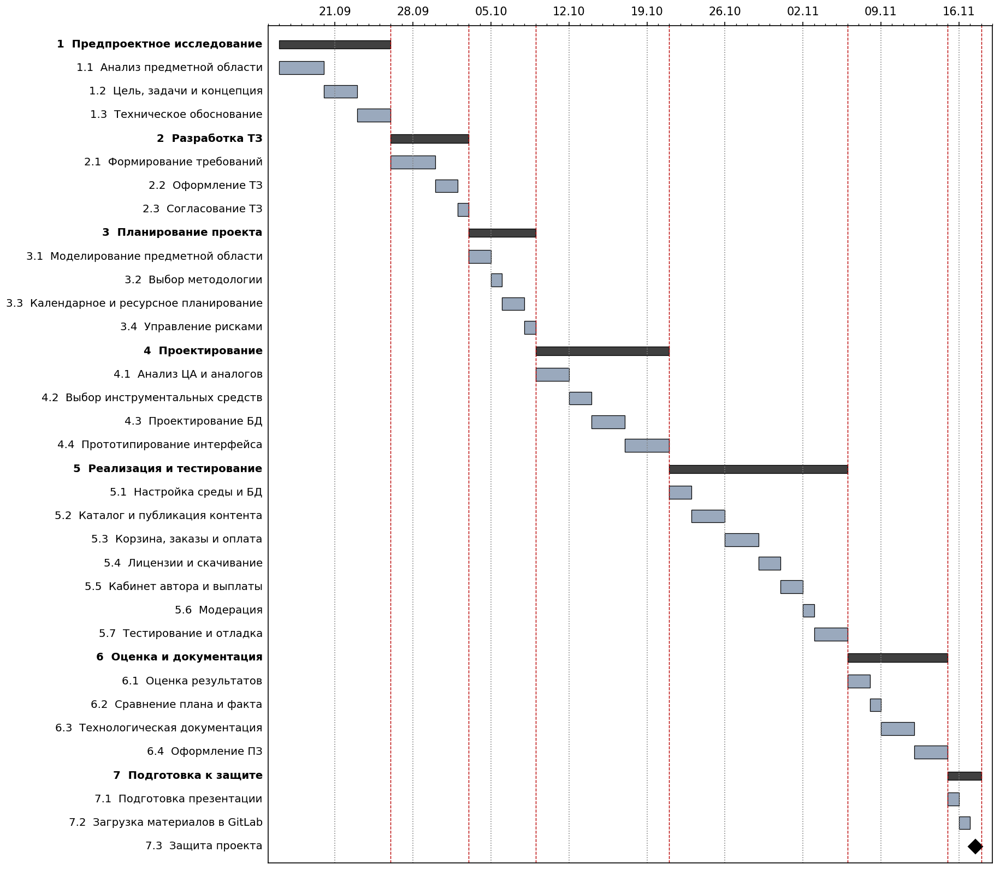 21.09 28.09 05.10 12.10 19.10 26.10 02.11 09.11 16.11
1 Предпроектное исследование
1.1 Анализ предметной области
1.2 Цель, задачи и концепция
1.3 Техническое обоснование
2 Разработка ТЗ
2.1 Формирование требований
2.2 Оформление ТЗ
2.3 Согласование ТЗ
3 Планирование проекта
3.1 Моделирование предметной области
3.2 Выбор методологии
3.3 Календарное и ресурсное планирование
3.4 Управление рисками
4 Проектирование
4.1 Анализ ЦА и аналогов
4.2 Выбор инструментальных средств
4.3 Проектирование БД
4.4 Прототипирование интерфейса
5 Реализация и тестирование
5.1 Настройка среды и БД
5.2 Каталог и публикация контента
5.3 Корзина, заказы и оплата
5.4 Лицензии и скачивание
5.5 Кабинет автора и выплаты
5.6 Модерация
5.7 Тестирование и отладка
6 Оценка и документация
6.1 Оценка результатов
6.2 Сравнение плана и факта
6.3 Технологическая документация
6.4 Оформление ПЗ
7 Подготовка к защите
7.1 Подготовка презентации
7.2 Загрузка материалов в GitLab
7.3 Защита проекта